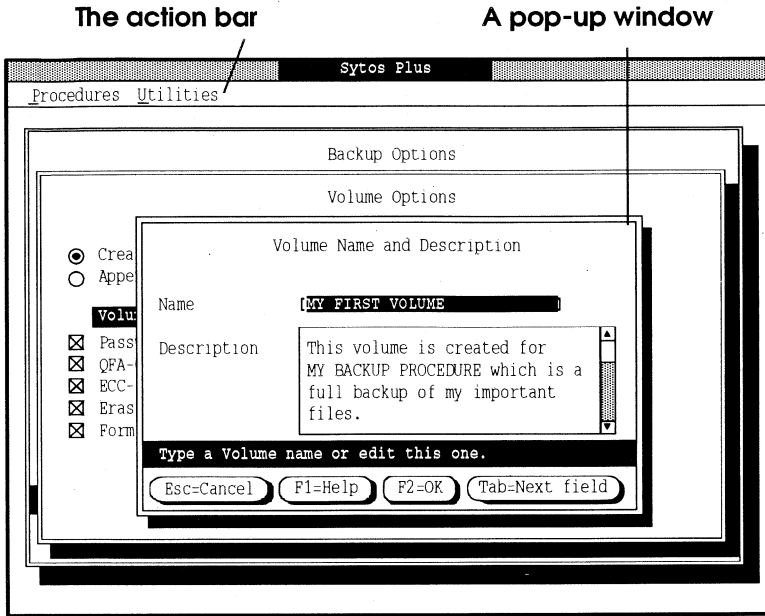 The action bar
A pop-up window
Sytos Plus
Procedures Utilities
Backup Options
Volume Options
Volume Name and Description
Crea
Appe
Name [MY FIRST VOLUME ]
Volu
Description
This volume is created for
MY BACKUP PROCEDURE which is a
full backup of my important
files.
Pass
QFA-
ECC-
Eras
Form
Type a Volume name or edit this one.
Esc=Cancel F1=Help F2=OK Tab=Next field